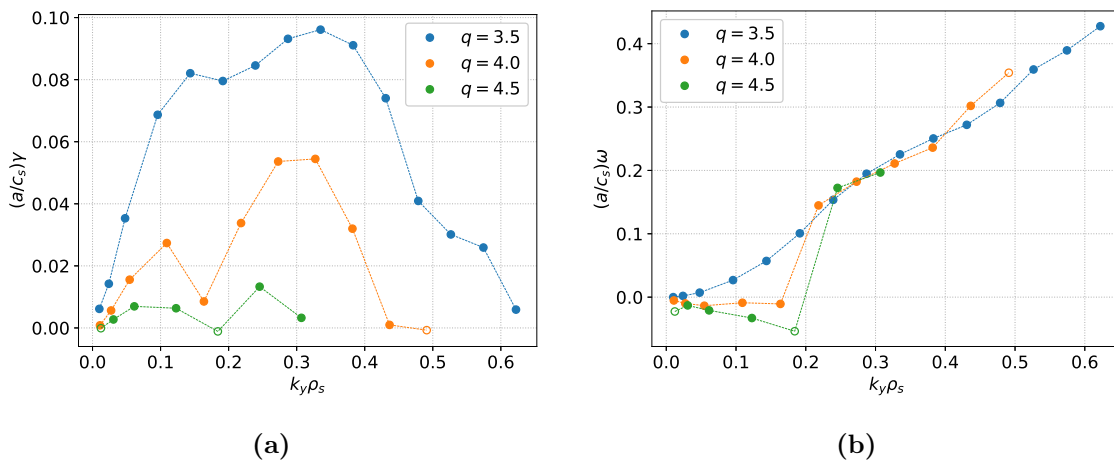 0.10
0.08
0.06
0.04
0.02
0.00
(a/c_s)γ
0.0 0.1 0.2 0.3 0.4 0.5 0.6
k_yρ_s
q = 3.5
q = 4.0
q = 4.5
(a)
0.4
0.3
0.2
0.1
0.0
(a/c_s)ω
0.0 0.1 0.2 0.3 0.4 0.5 0.6
k_yρ_s
q = 3.5
q = 4.0
q = 4.5
(b)